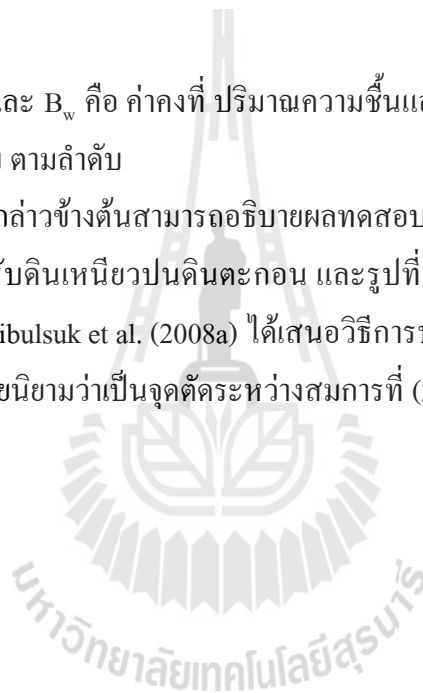 ละ B_w คือ ค่าคงที่ ปริมาณความชื้นแ
ตามลำดับ
กล่าวข้างต้นสามารถอธิบายผลทดสอบ
ับดินเหนียวปนดินตะกอน และรูปที่
ibulsuk et al. (2008a) ได้เสนอวิธีการ
ยนิยามว่าเป็นจุดตัดระหว่างสมการที่ (
มหาวิทยาลัยเทคโนโลยีสุรนารี